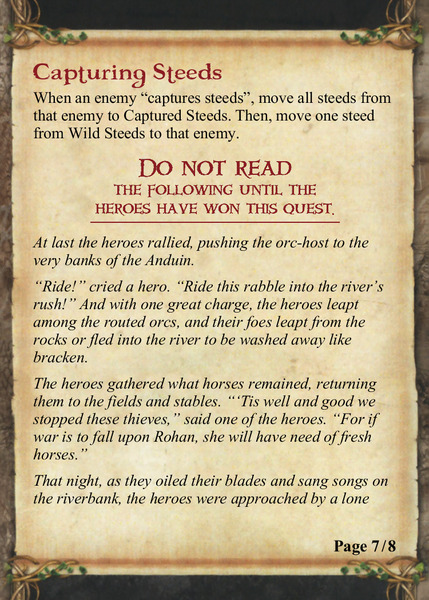 Capturing Steeds
When an enemy “captures steeds”, move all steeds from
that enemy to Captured Steeds. Then, move one steed
from Wild Steeds to that enemy.
Do not read
the following until the
heroes have won this quest.
At last the heroes rallied, pushing the orc-host to the
very banks of the Anduin.
“Ride!” cried a hero. “Ride this rabble into the river’s
rush!” And with one great charge, the heroes leapt
among the routed orcs, and their foes leapt from the
rocks or fled into the river to be washed away like
bracken.
The heroes gathered what horses remained, returning
them to the fields and stables. “‘Tis well and good we
stopped these thieves,” said one of the heroes. “For if
war is to fall upon Rohan, she will have need of fresh
horses.”
That night, as they oiled their blades and sang songs on
the riverbank, the heroes were approached by a lone
Page 7/8